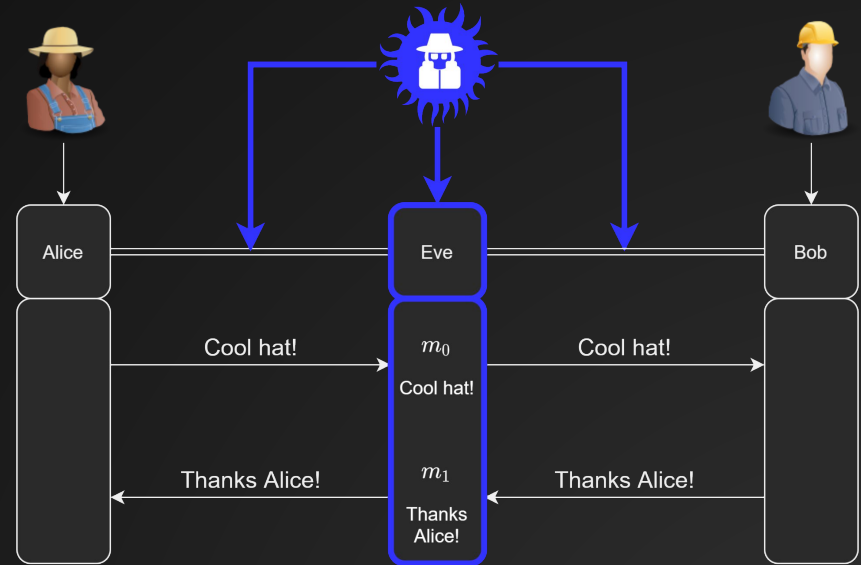 Alice
Eve
Bob
Cool hat!
m₀
Cool hat!
Cool hat!
Thanks Alice!
m₁
Thanks
Alice!
Thanks Alice!